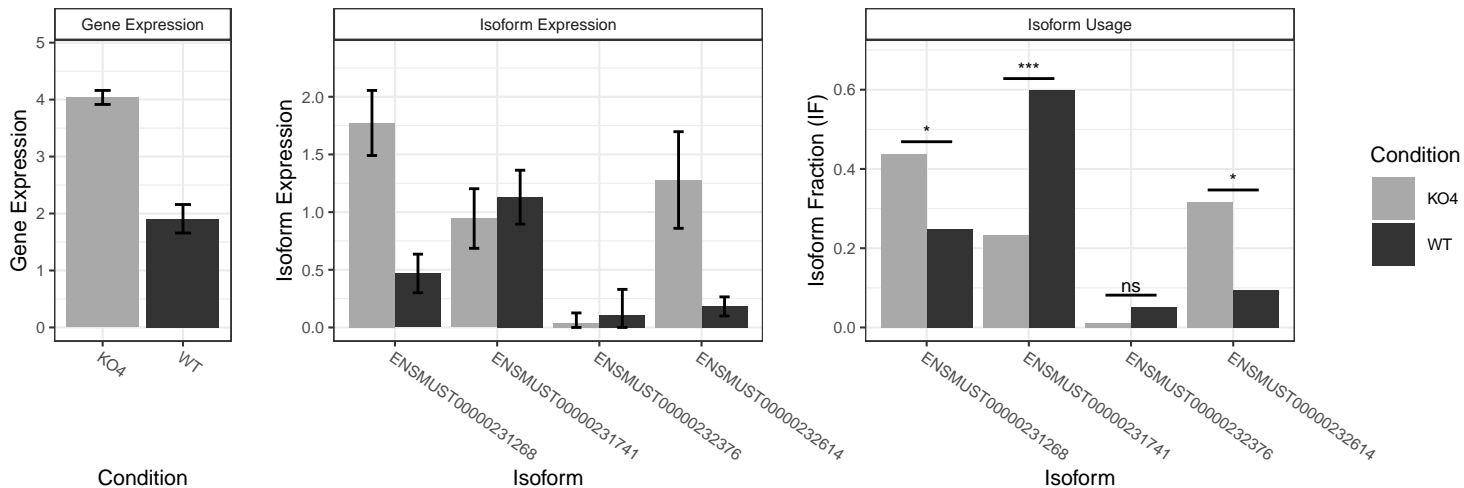 Gene Expression
Isoform Expression
Isoform Usage
Gene Expression
5
4
3
2
1
0
KO4
WT
Condition
Isoform Expression
2.0
1.5
1.0
0.5
0.0
ENSMUST00000231268
ENSMUST00000231741
ENSMUST00000232376
ENSMUST00000232614
Isoform
Isoform Fraction (IF)
0.6
0.4
0.2
0.0
*
***
ns
*
ENSMUST00000231268
ENSMUST00000231741
ENSMUST00000232376
ENSMUST00000232614
Isoform
Condition
KO4
WT